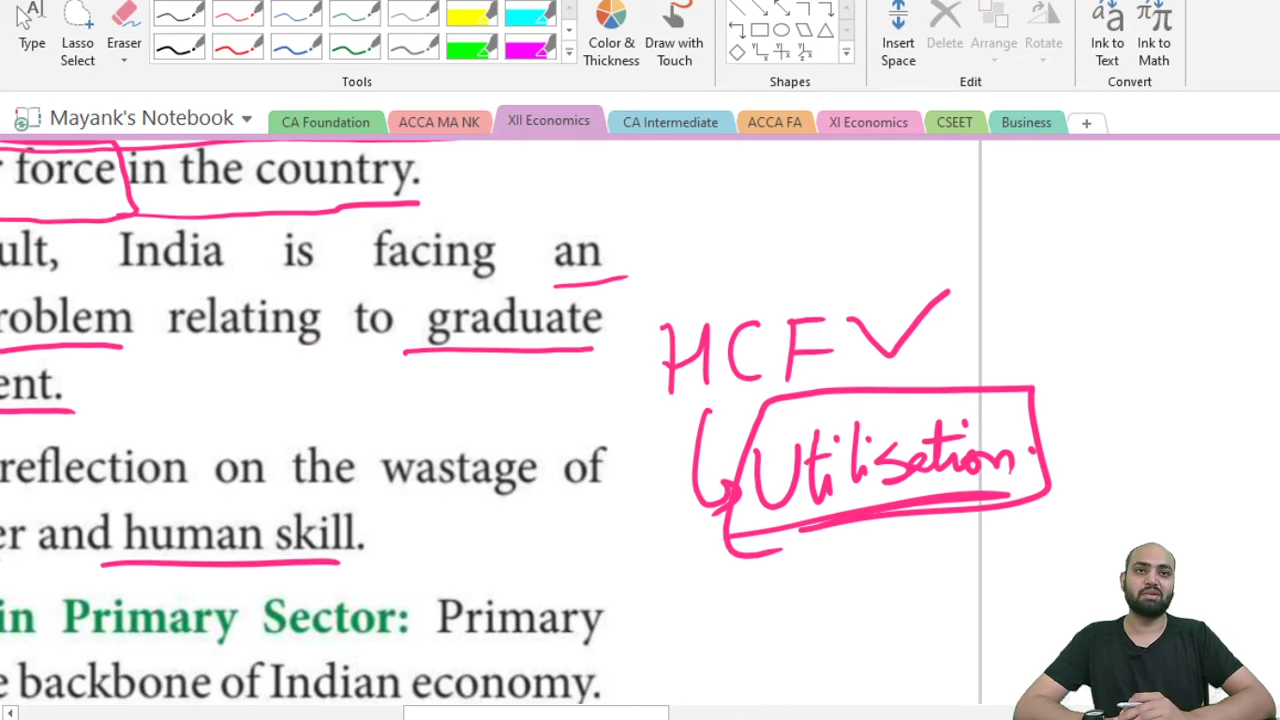 Type
Lasso Select
Eraser
Color & Thickness
Draw with Touch
Insert Space
Delete
Arrange
Rotate
Ink to Text
Ink to Math
Tools
Shapes
Edit
Convert
Mayank's Notebook
CA Foundation
ACCA MA NK
XII Economics
CA Intermediate
ACCA FA
XI Economics
CSEET
Business
force in the country.
ult, India is facing an
roblem relating to graduate
ent.
reflection on the wastage of
er and human skill.
in Primary Sector: Primary
e backbone of Indian economy.
HCF
Utilisation.